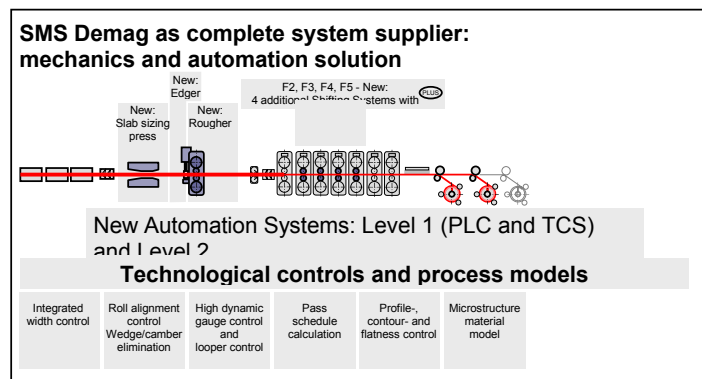 SMS Demag as complete system supplier:
mechanics and automation solution
New:
Edger
F2, F3, F4, F5 - New:
4 additional Shifting Systems with
PLUS
New:
Slab sizing
press
New:
Rougher
New Automation Systems: Level 1 (PLC and TCS)
and Level 2
Technological controls and process models
Integrated
width control
Roll alignment
control
Wedge/camber
elimination
High dynamic
gauge control
and
looper control
Pass
schedule
calculation
Profile-,
contour- and
flatness control
Microstructure
material
model